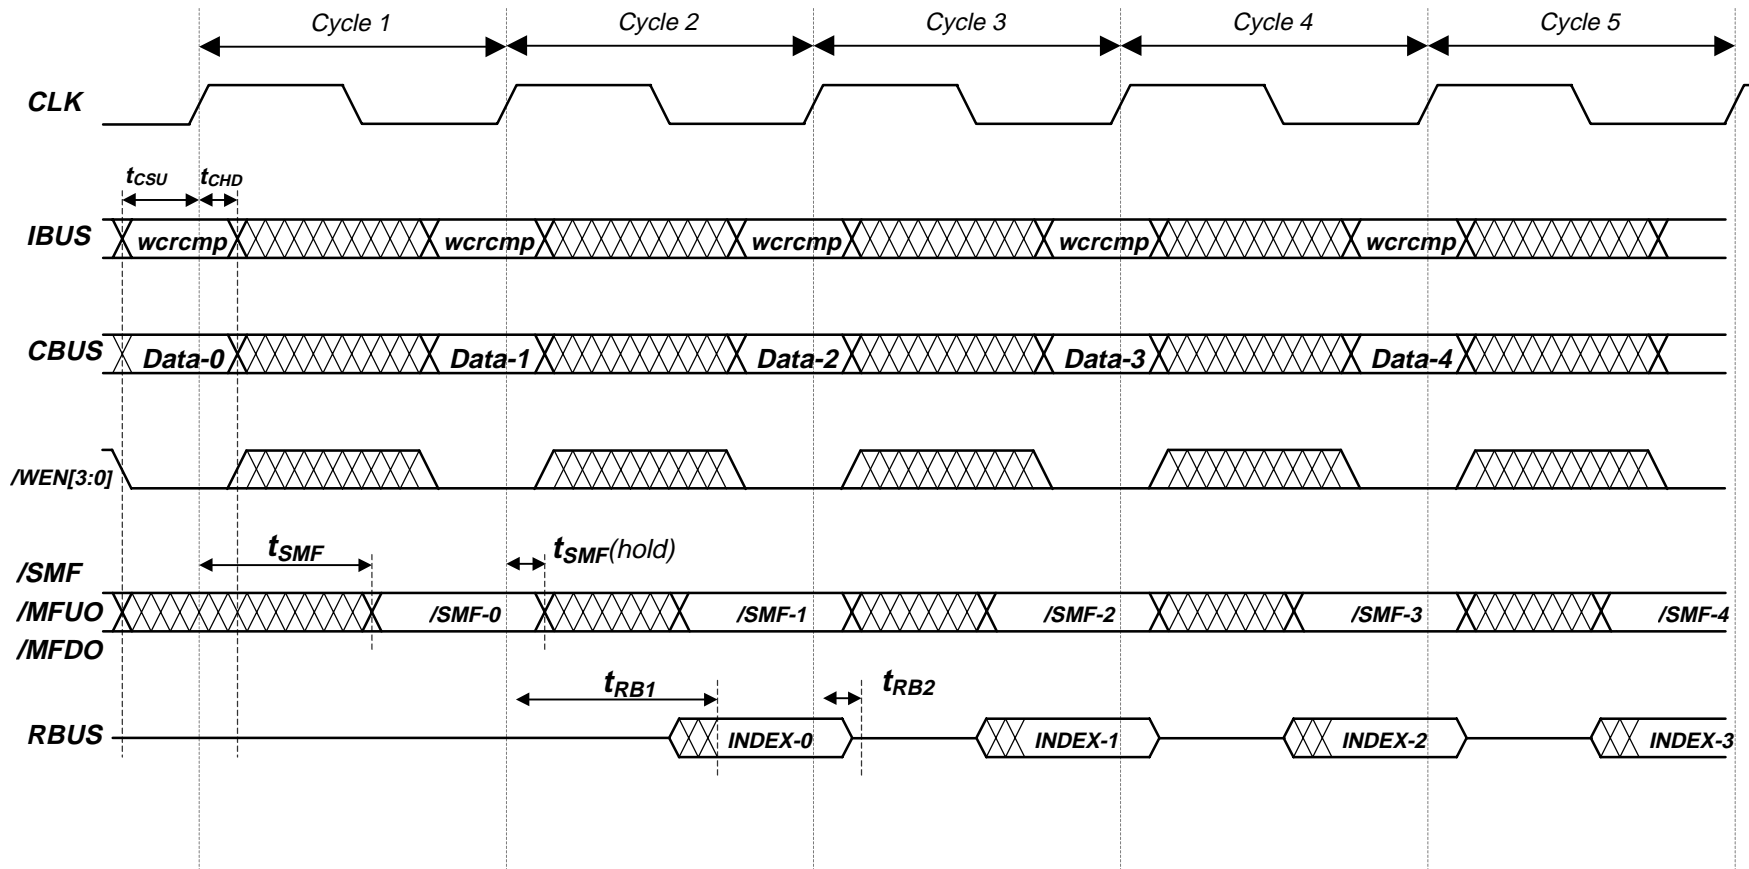 Cycle 1 Cycle 2 Cycle 3 Cycle 4 Cycle 5
CLK
tCSU tCHD
IBUS wcrcmp wcrcmp wcrcmp wcrcmp wcrcmp
CBUS Data-0 Data-1 Data-2 Data-3 Data-4
/WEN[3:0]
tSMF tSMF(hold)
/SMF
/MFUO /SMF-0 /SMF-1 /SMF-2 /SMF-3 /SMF-4
/MFDO
tRB1 tRB2
RBUS INDEX-0 INDEX-1 INDEX-2 INDEX-3